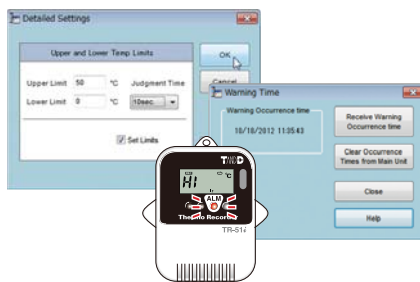 Detailed Settings
Upper and Lower Temp Limits
Upper Limit 50 °C Judgment Time
Lower Limit 0 °C 10sec.
Set Limits
OK
Cancel
Warning Time
Warning Occurrence time
10/18/2012 11:35:43
Receive Warning
Occurrence time
Clear Occurrence
Times from Main Unit
Close
Help
T&D
°C
HI
ALM
Thermo Recorder
TR-51i